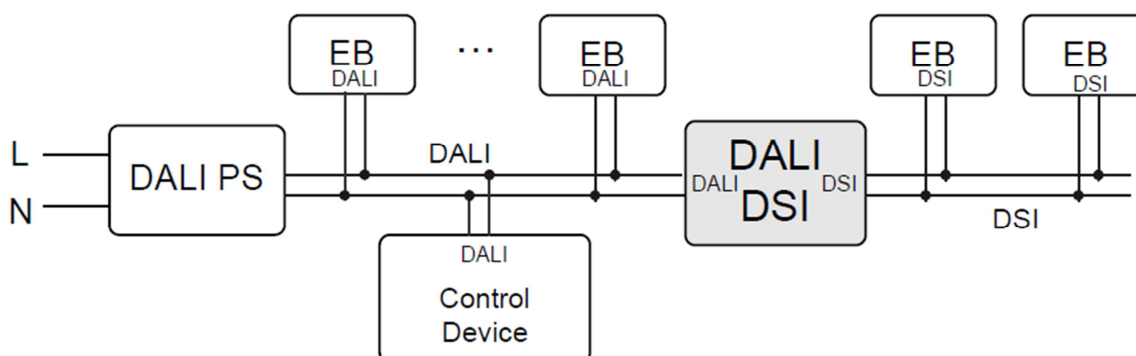 EB
DALI
...
EB
DALI
EB
DSI
EB
DSI
L
N
DALI PS
DALI
DALI
DALI
DSI
DSI
DSI
DALI
Control
Device